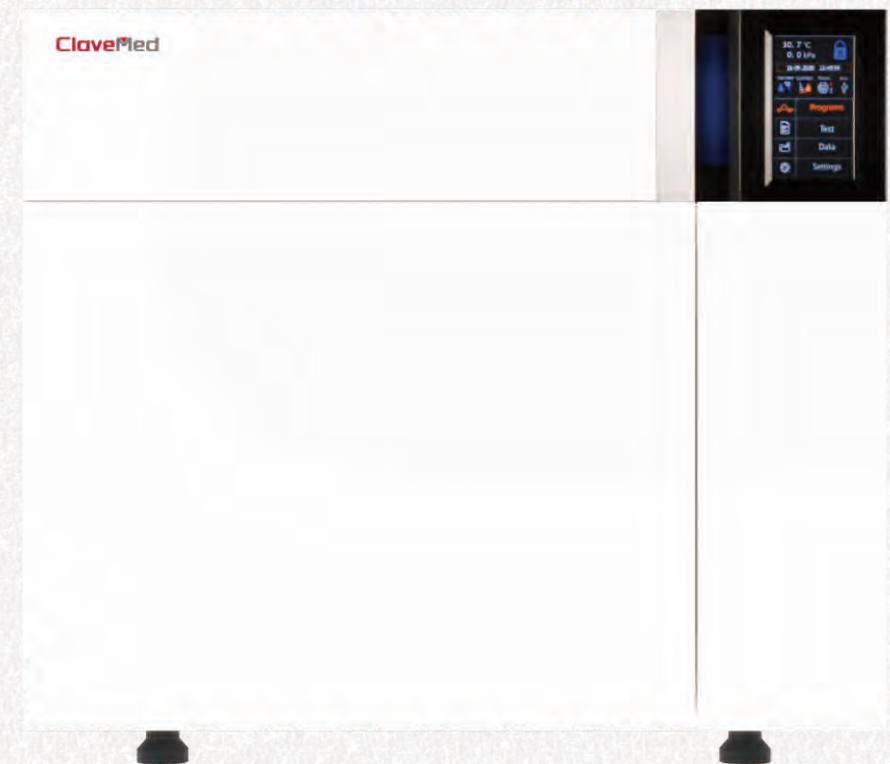 ClaveMed
30. 7 °C
0. 0 kPa
Programs
Test
Data
Settings